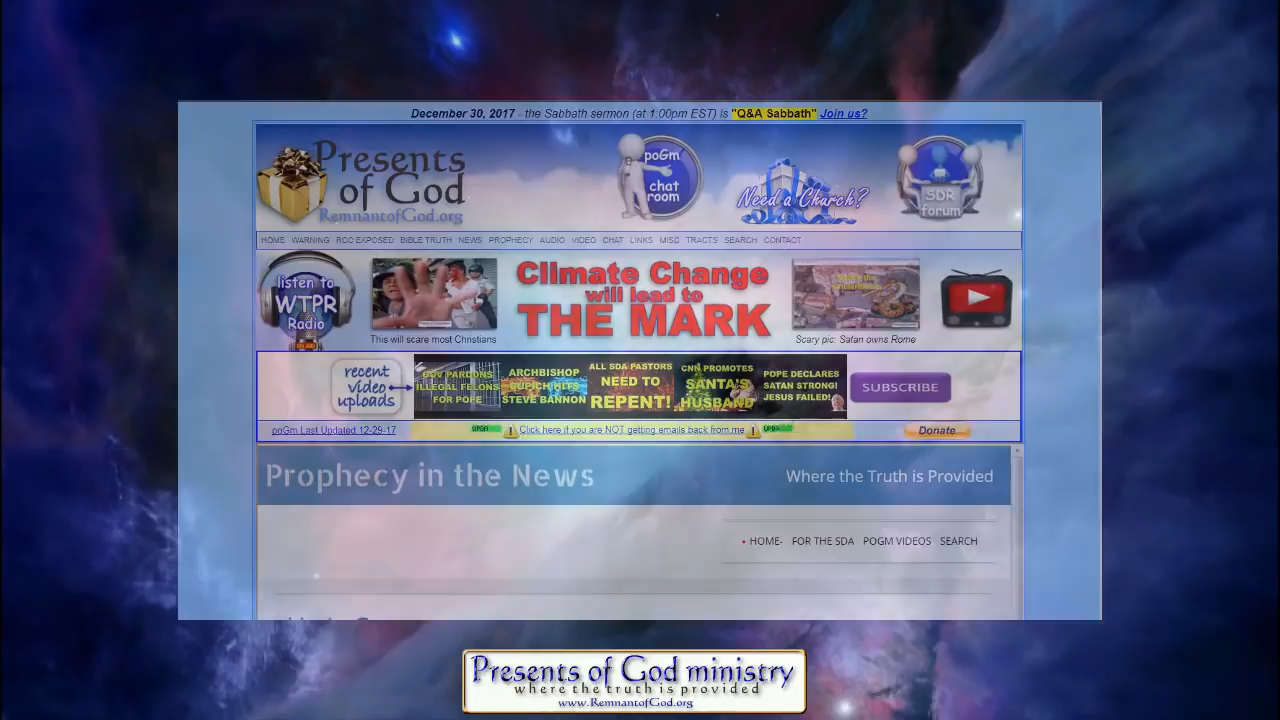 December 30, 2017 - the Sabbath sermon (at 1:00pm EST) is "Q&A Sabbath" Join us?
Presents
of God
RemnantofGod.org
poGm
chat
room
Need a Church?
SDR
forum
HOME WARNING RCC EXPOSED BIBLE TRUTH NEWS PROPHECY AUDIO VIDEO CHAT LINKS MISC TRACTS SEARCH CONTACT
listen to
WTPR
Radio
ON AIR
This will scare most Christians
Climate Change
will lead to
THE MARK
Scary pic: Satan owns Rome
recent
video
uploads
GOV PARDONS
ILLEGAL FELONS
FOR POPE
ARCHBISHOP
CUPICH HITS
STEVE BANNON
ALL SDA PASTORS
NEED TO
REPENT!
CNN PROMOTES
SANTA'S
HUSBAND
POPE DECLARES
SATAN STRONG!
JESUS FAILED!
SUBSCRIBE
poGm Last Updated 12-29-17
Click here if you are NOT getting emails back from me
Donate
Prophecy in the News
Where the Truth is Provided
HOME- FOR THE SDA POGM VIDEOS SEARCH
Presents of God ministry
where the truth is provided
www.RemnantofGod.org